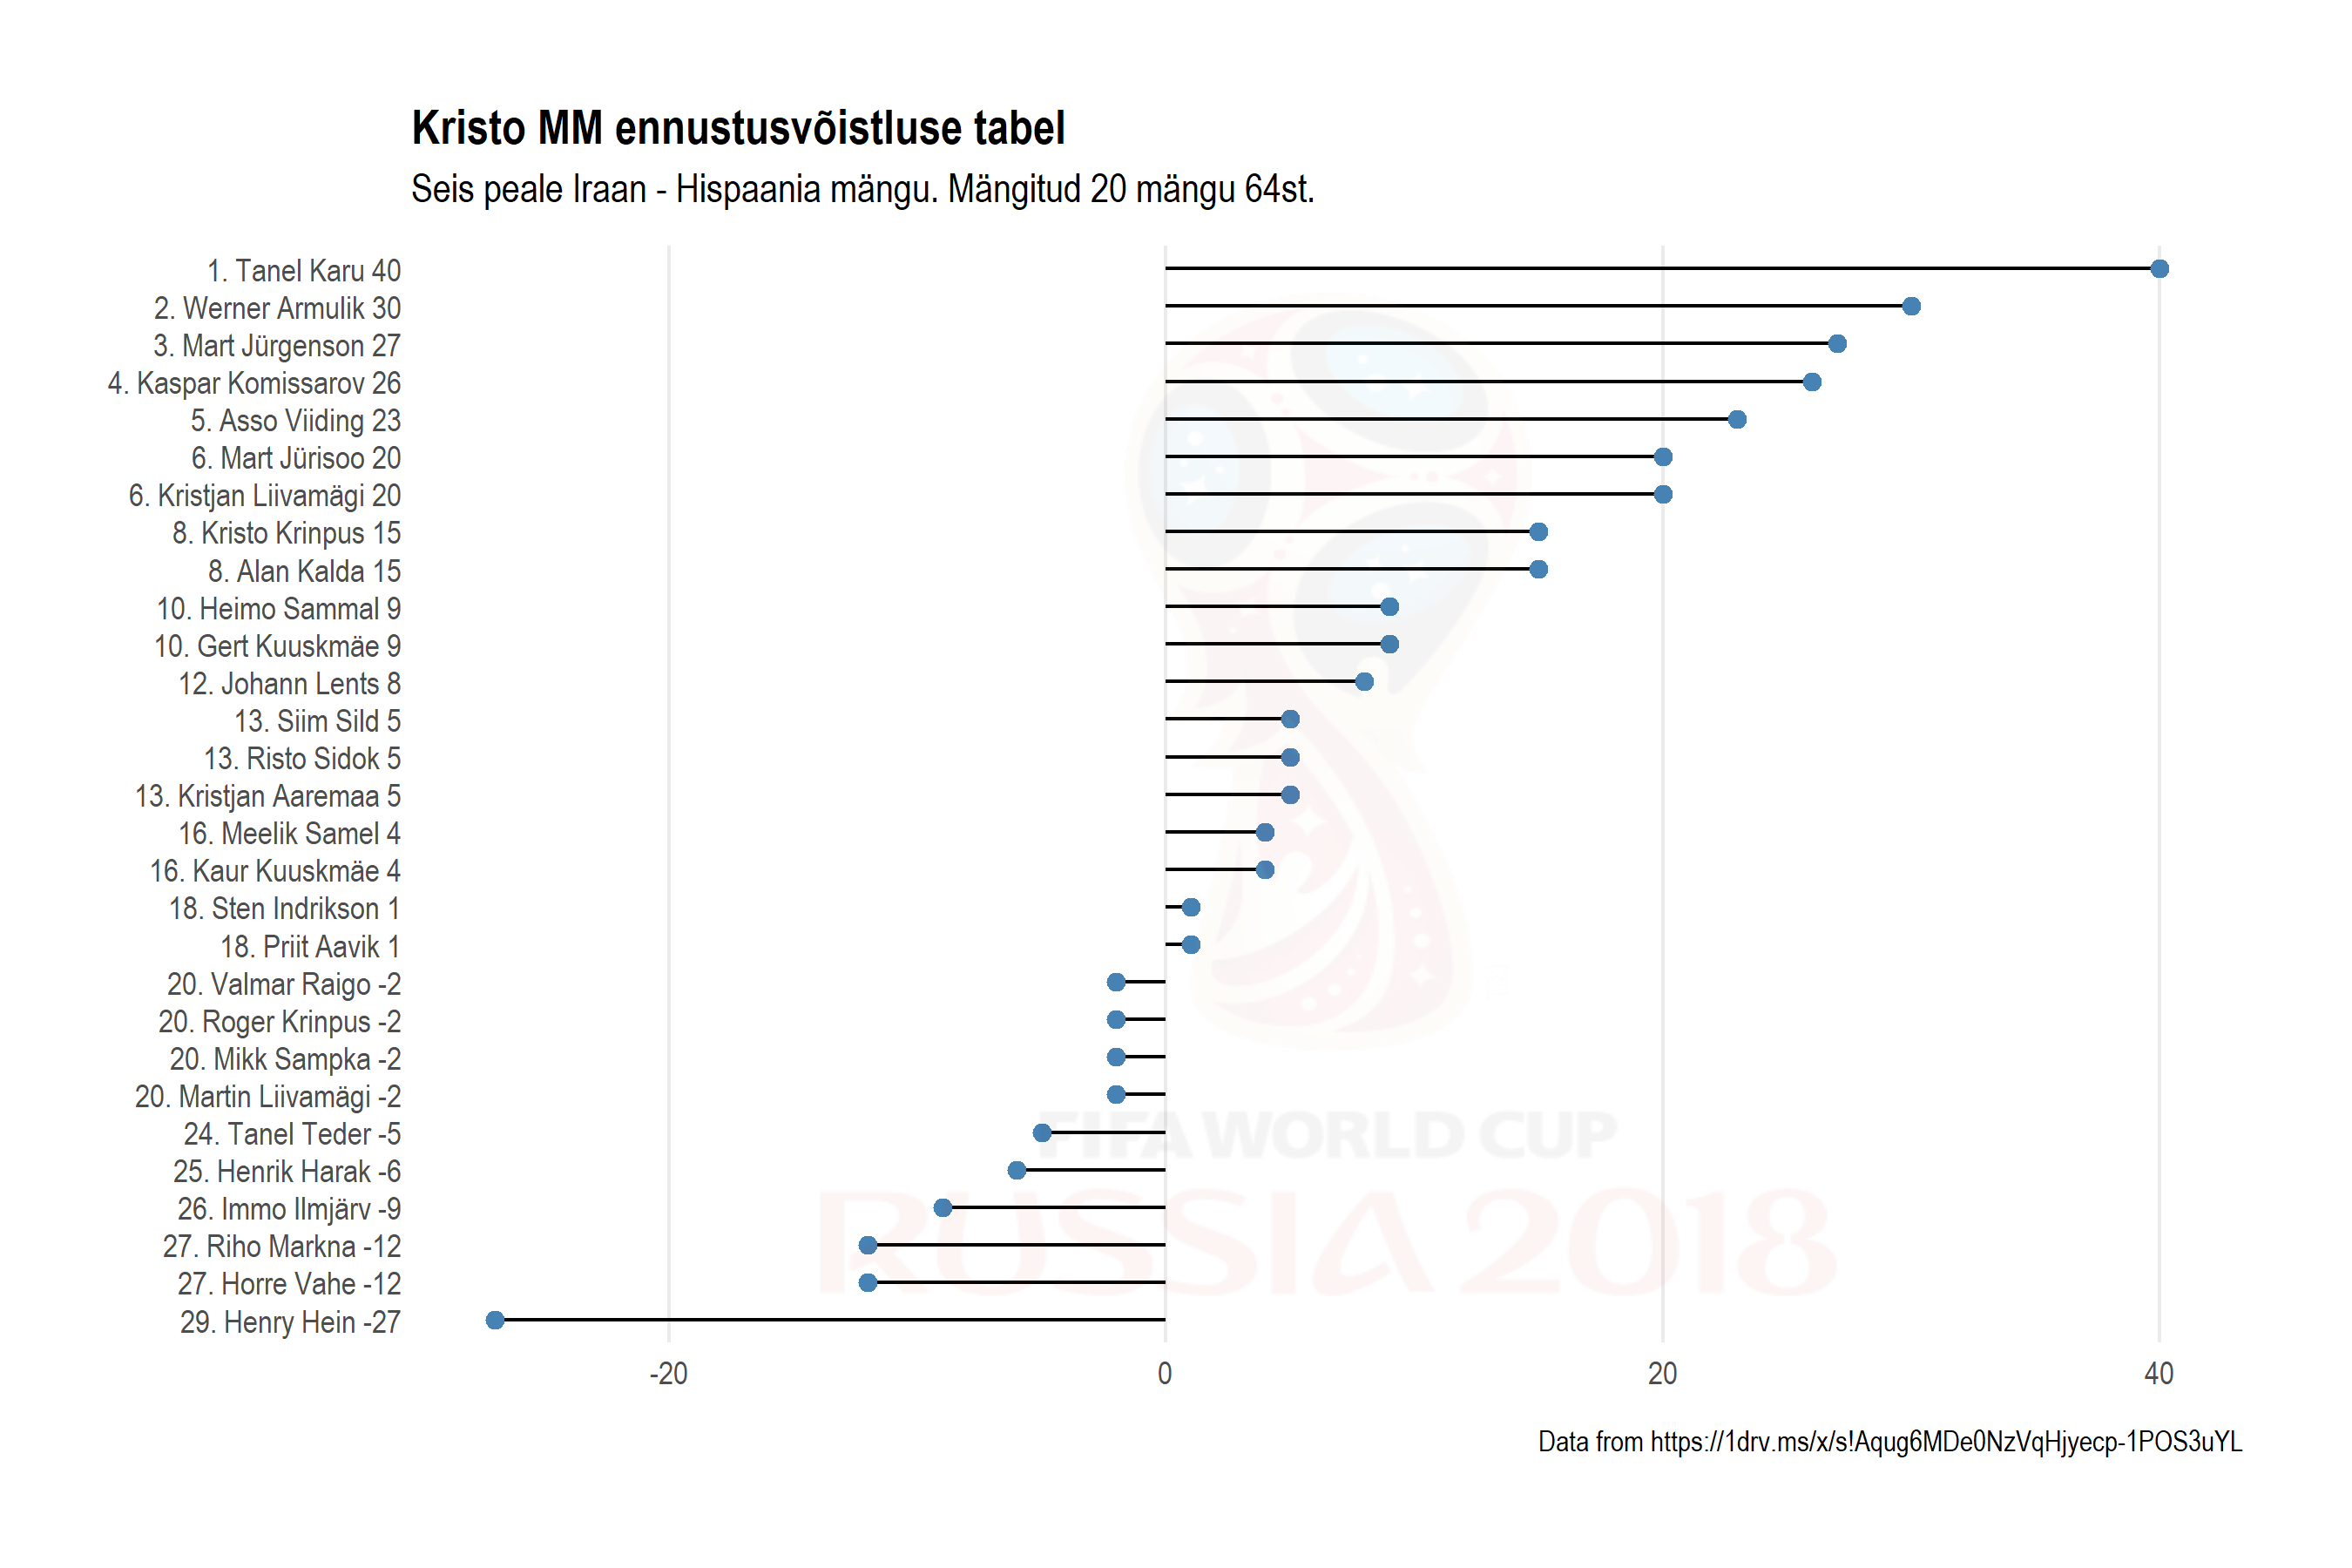 Kristo MM ennustusvõistluse tabel
Seis peale Iraan - Hispaania mängu. Mängitud 20 mängu 64st.
1. Tanel Karu 40
2. Werner Armulik 30
3. Mart Jürgenson 27
4. Kaspar Komissarov 26
5. Asso Viiding 23
6. Mart Jürisoo 20
6. Kristjan Liivamägi 20
8. Kristo Krinpus 15
8. Alan Kalda 15
10. Heimo Sammal 9
10. Gert Kuuskmäe 9
12. Johann Lents 8
13. Siim Sild 5
13. Risto Sidok 5
13. Kristjan Aaremaa 5
16. Meelik Samel 4
16. Kaur Kuuskmäe 4
18. Sten Indrikson 1
18. Priit Aavik 1
20. Valmar Raigo -2
20. Roger Krinpus -2
20. Mikk Sampka -2
20. Martin Liivamägi -2
24. Tanel Teder -5
25. Henrik Harak -6
26. Immo Ilmjärv -9
27. Riho Markna -12
27. Horre Vahe -12
29. Henry Hein -27
FIFA WORLD CUP
RUSSIA 2018
-20 0 20 40
Data from https://1drv.ms/x/s!Aqug6MDe0NzVqHjyecp-1POS3uYL